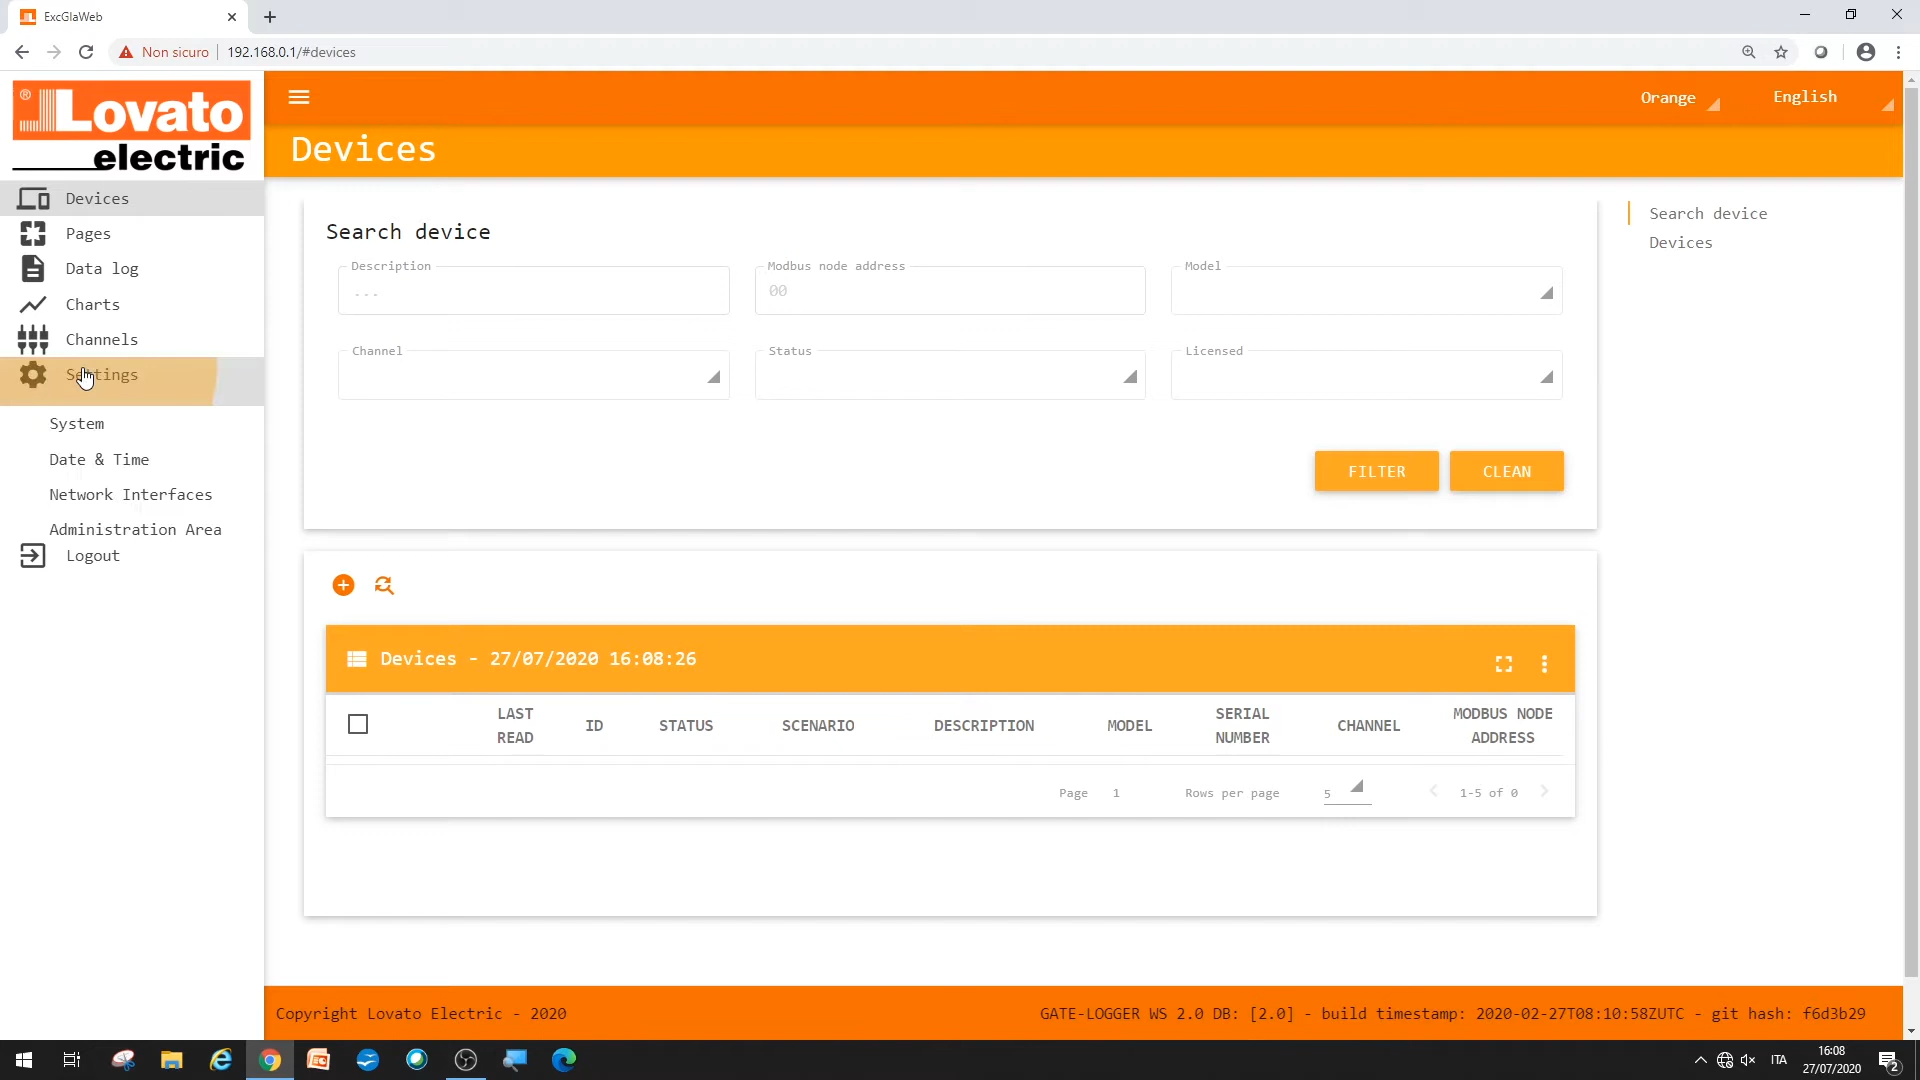 ExcGlaWeb
Non sicuro
192.168.0.1/#devices
Lovato
electric
Orange
English
Devices
Devices
Pages
Data log
Charts
Channels
Settings
System
Date & Time
Network Interfaces
Administration Area
Logout
Search device
Description
...
Modbus node address
00
Model
Channel
Status
Licensed
FILTER
CLEAN
Search device
Devices
Devices - 27/07/2020 16:08:26
LAST READ
ID
STATUS
SCENARIO
DESCRIPTION
MODEL
SERIAL NUMBER
CHANNEL
MODBUS NODE ADDRESS
Page 1
Rows per page 5
1-5 of 0
Copyright Lovato Electric - 2020
GATE-LOGGER WS 2.0 DB: [2.0] - build timestamp: 2020-02-27T08:10:58ZUTC - git hash: f6d3b29
ITA
16:08
27/07/2020
2